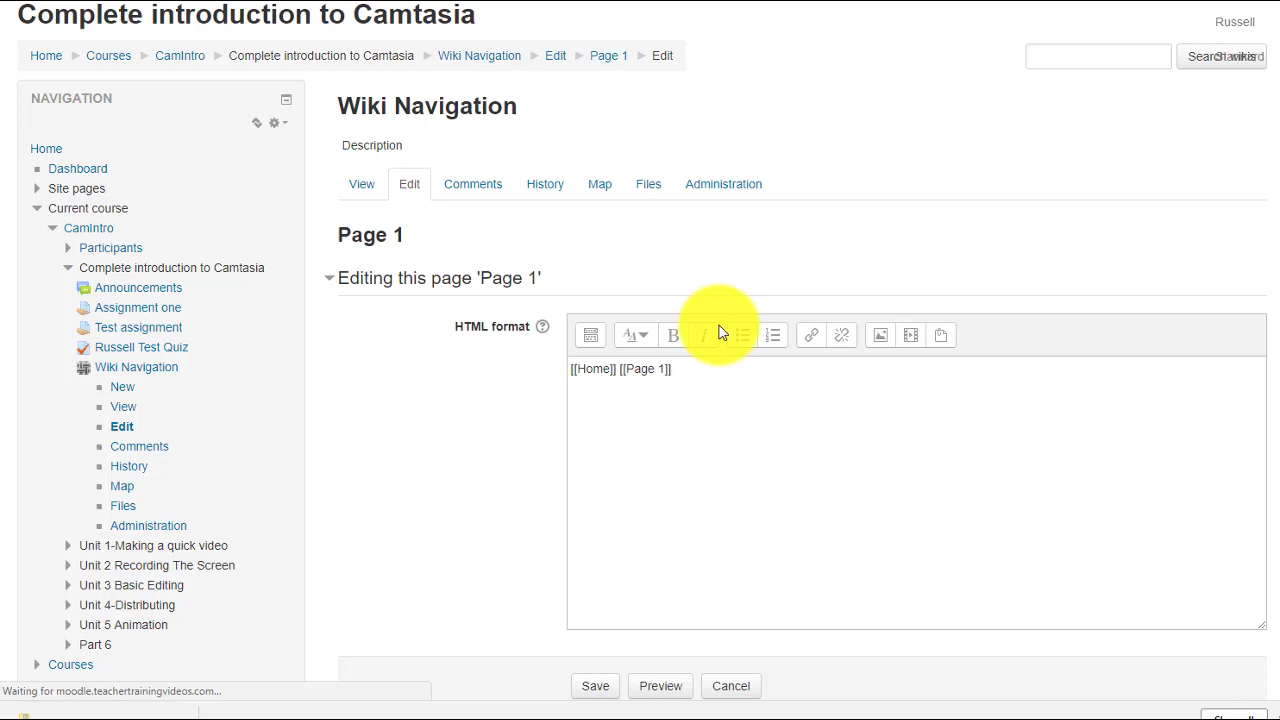 Complete introduction to Camtasia
Russell
Home Courses CamIntro Complete introduction to Camtasia Wiki Navigation Edit Page 1 Edit
Search wikis
NAVIGATION
Home
Dashboard
Site pages
Current course
CamIntro
Participants
Complete introduction to Camtasia
Announcements
Assignment one
Test assignment
Russell Test Quiz
Wiki Navigation
New
View
Edit
Comments
History
Map
Files
Administration
Unit 1-Making a quick video
Unit 2 Recording The Screen
Unit 3 Basic Editing
Unit 4-Distributing
Unit 5 Animation
Part 6
Courses
Waiting for moodle.teachertrainingvideos.com...
Wiki Navigation
Description
View Edit Comments History Map Files Administration
Page 1
Editing this page 'Page 1'
HTML format
[[Home]] [[Page 1]]
Save Preview Cancel